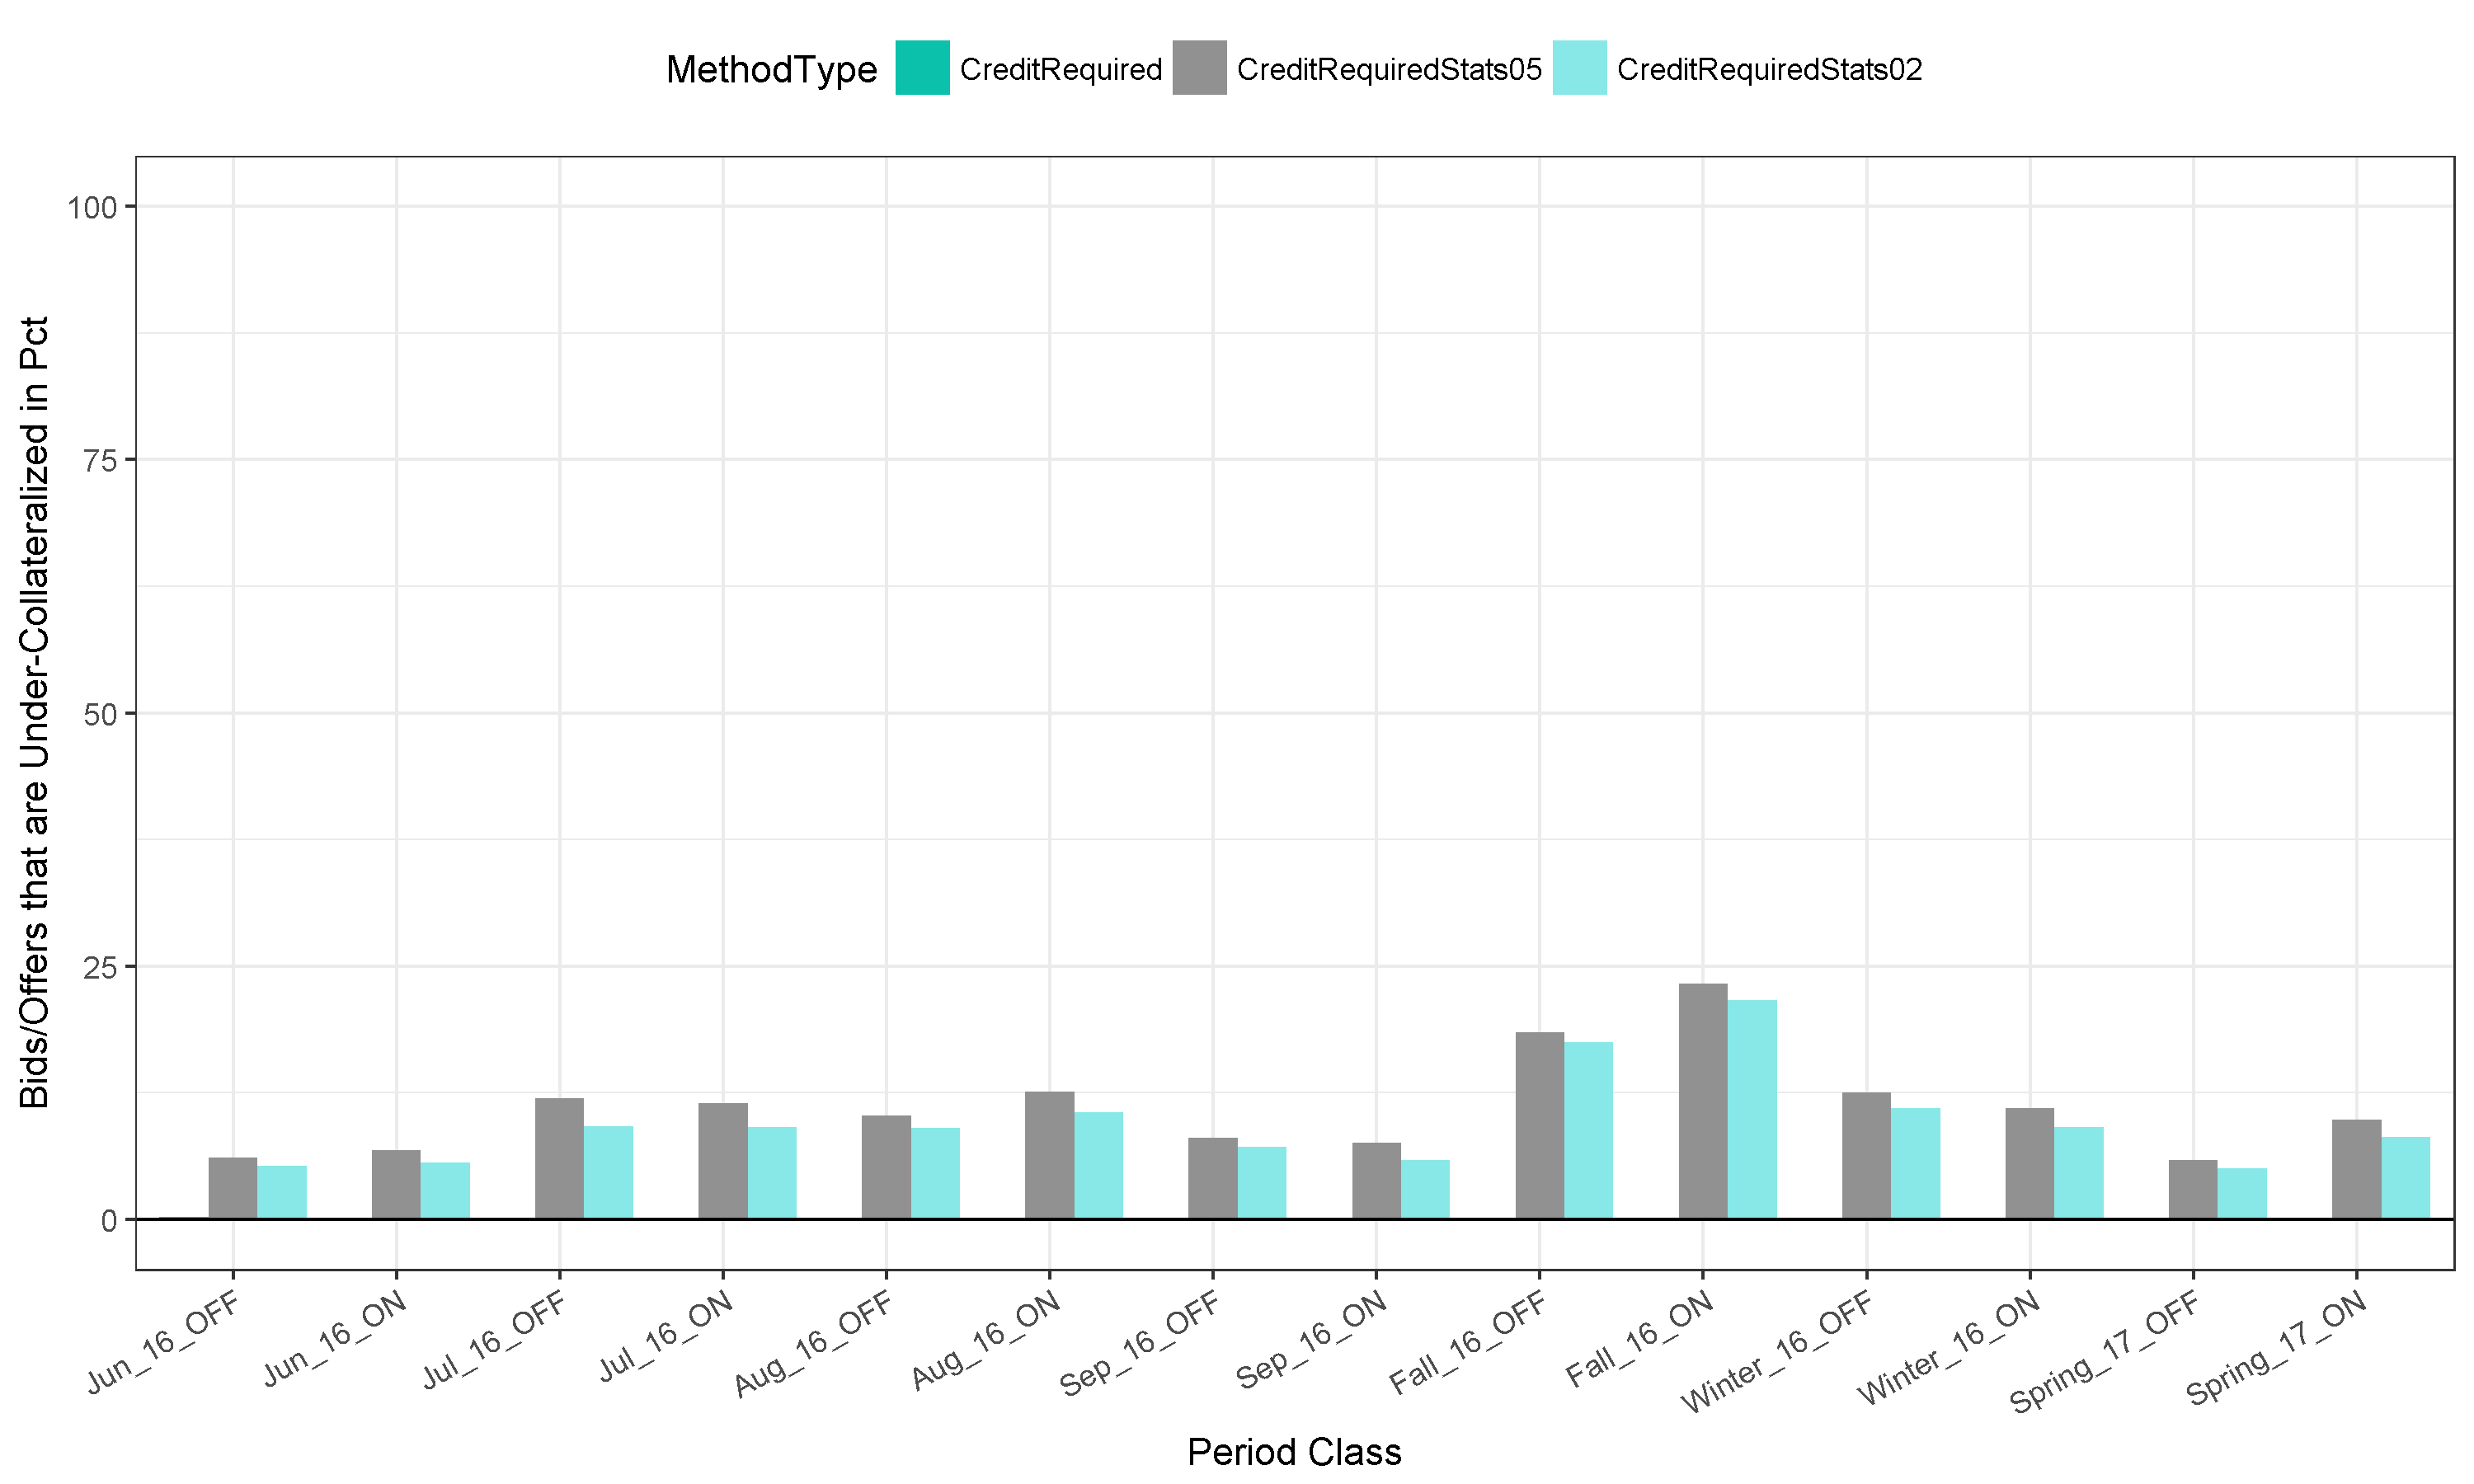 MethodType CreditRequired CreditRequiredStats05 CreditRequiredStats02
Bids/Offers that are Under-Collateralized in Pct
100
75
50
25
0
Jun_16_OFF
Jun_16_ON
Jul_16_OFF
Jul_16_ON
Aug_16_OFF
Aug_16_ON
Sep_16_OFF
Sep_16_ON
Fall_16_OFF
Fall_16_ON
Winter_16_OFF
Winter_16_ON
Spring_17_OFF
Spring_17_ON
Period Class